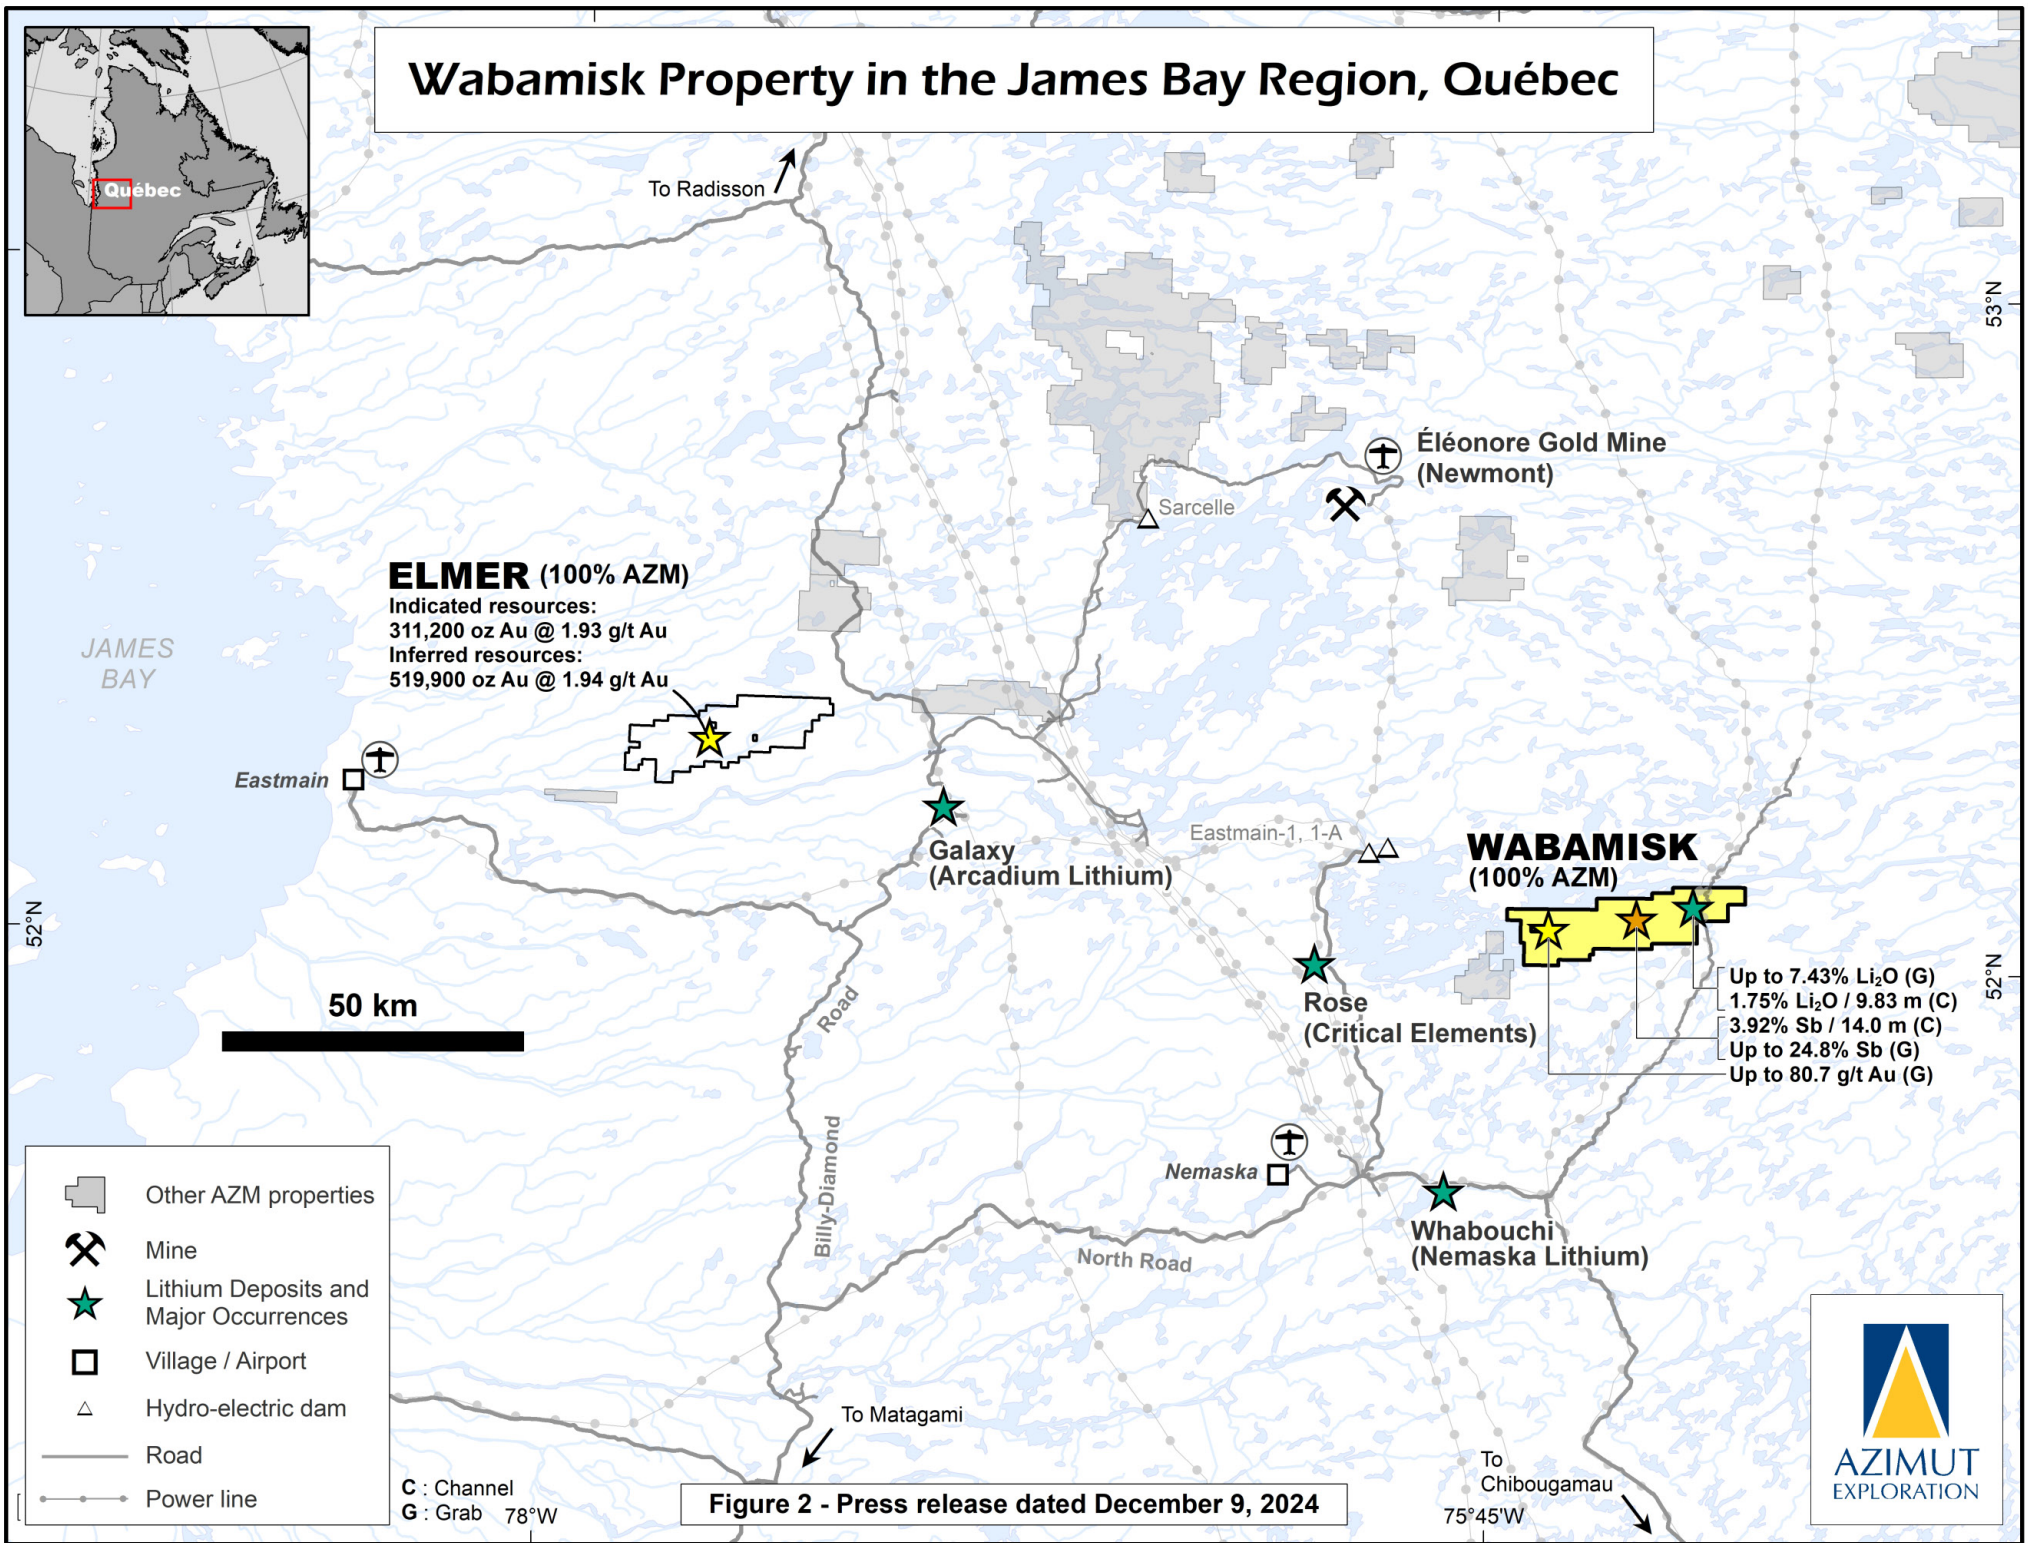 Wabamisk Property in the James Bay Region, Québec
Québec
To Radisson
53°N
Éléonore Gold Mine
(Newmont)
Sarcelle
ELMER (100% AZM)
Indicated resources:
311,200 oz Au @ 1.93 g/t Au
Inferred resources:
519,900 oz Au @ 1.94 g/t Au
JAMES
BAY
Eastmain
Galaxy
(Arcadium Lithium)
Eastmain-1, 1-A
WABAMISK
(100% AZM)
52°N
52°N
Up to 7.43% Li₂O (G)
1.75% Li₂O / 9.83 m (C)
3.92% Sb / 14.0 m (C)
Up to 24.8% Sb (G)
Up to 80.7 g/t Au (G)
Rose
(Critical Elements)
50 km
Road
Billy-Diamond
Nemaska
Whabouchi
(Nemaska Lithium)
North Road
Other AZM properties
Mine
Lithium Deposits and
Major Occurrences
Village / Airport
Hydro-electric dam
Road
Power line
To Matagami
To
Chibougamau
C : Channel
G : Grab
78°W
Figure 2 - Press release dated December 9, 2024
75°45'W
AZIMUT
EXPLORATION